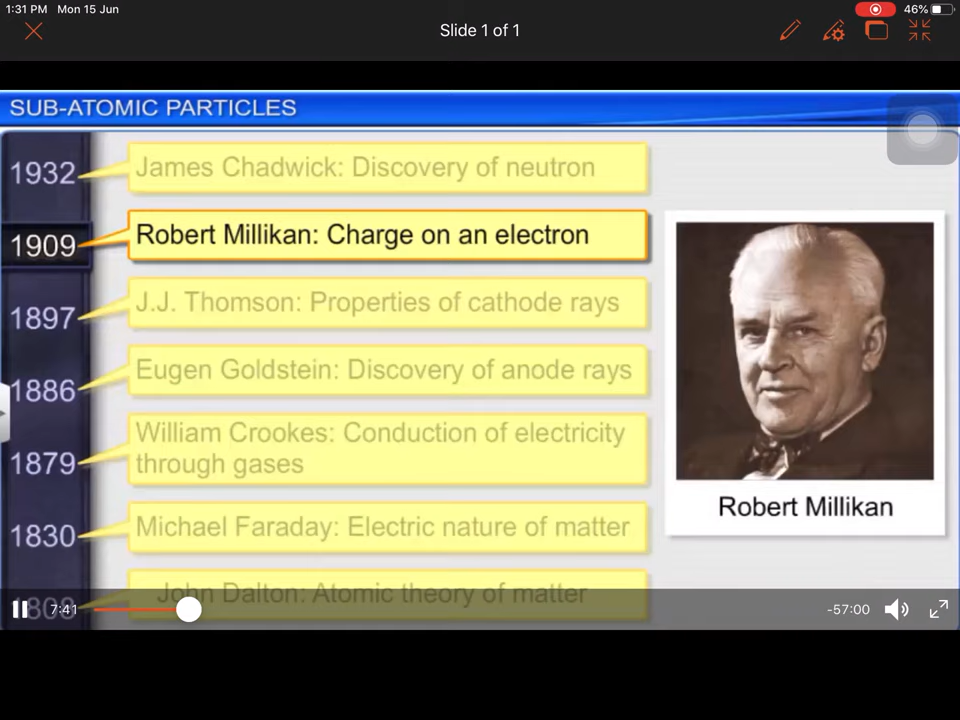 1:31 PM Mon 15 Jun
46%
Slide 1 of 1
SUB-ATOMIC PARTICLES
1932 James Chadwick: Discovery of neutron
1909 Robert Millikan: Charge on an electron
1897 J.J. Thomson: Properties of cathode rays
1886 Eugen Goldstein: Discovery of anode rays
1879 William Crookes: Conduction of electricity
through gases
1830 Michael Faraday: Electric nature of matter
1808 John Dalton: Atomic theory of matter
Robert Millikan
7:41
-57:00